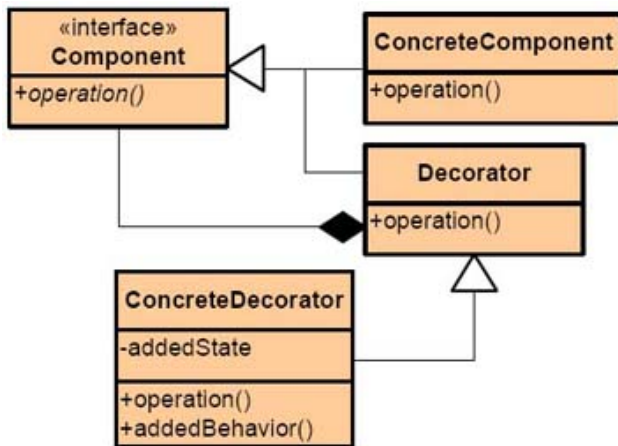 «interface»
Component
+operation()
ConcreteComponent
+operation()
Decorator
+operation()
ConcreteDecorator
-addedState
+operation()
+addedBehavior()